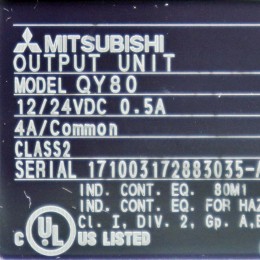 MITSUBISHI
OUTPUT UNIT
MODEL QY80
12/24VDC 0.5A
4A/Common
CLASS2
SERIAL 171003172883035-A
IND. CONT. EQ. 80M1
IND. CONT. EQ. FOR HAZ
Cl. I, DIV. 2, Gp. A,B
C UL US LISTED